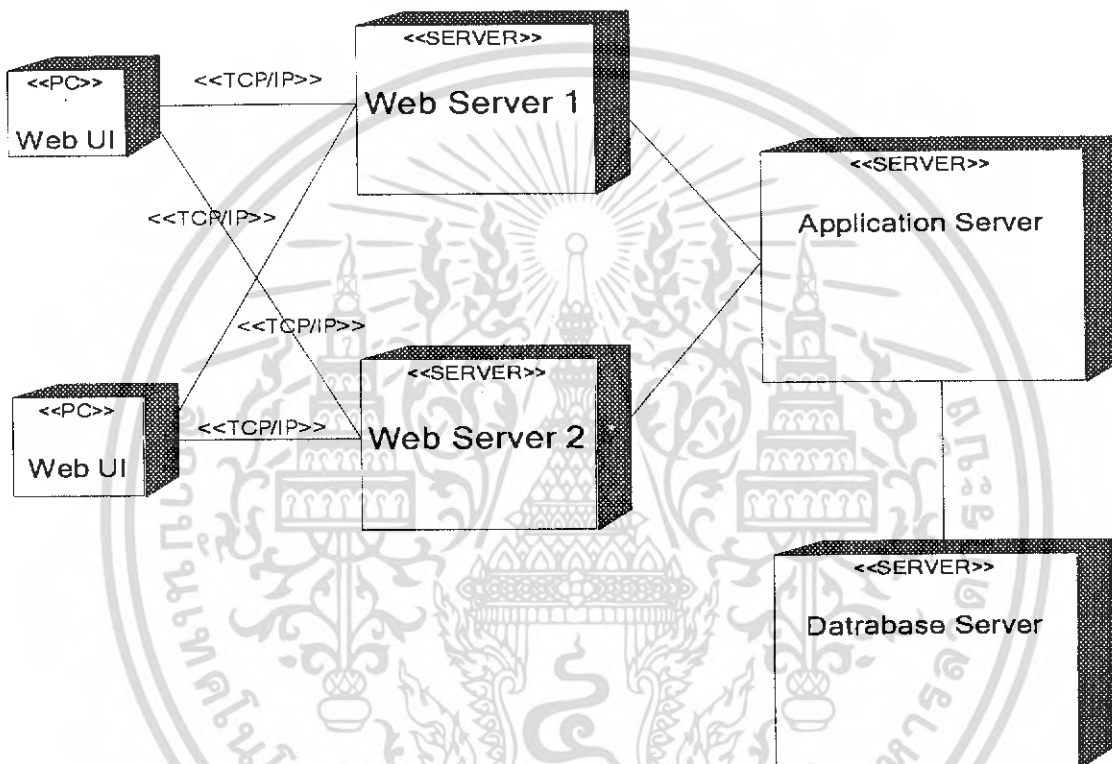 <<SERVER>>
Web Server 1
<<PC>>
Web UI
<<TCP/IP>>
<<SERVER>>
Application Server
<<TCP/IP>>
<<TCP/IP>>
<<SERVER>>
Web Server 2
<<PC>>
Web UI
<<TCP/IP>>
<<SERVER>>
Datrabase Server